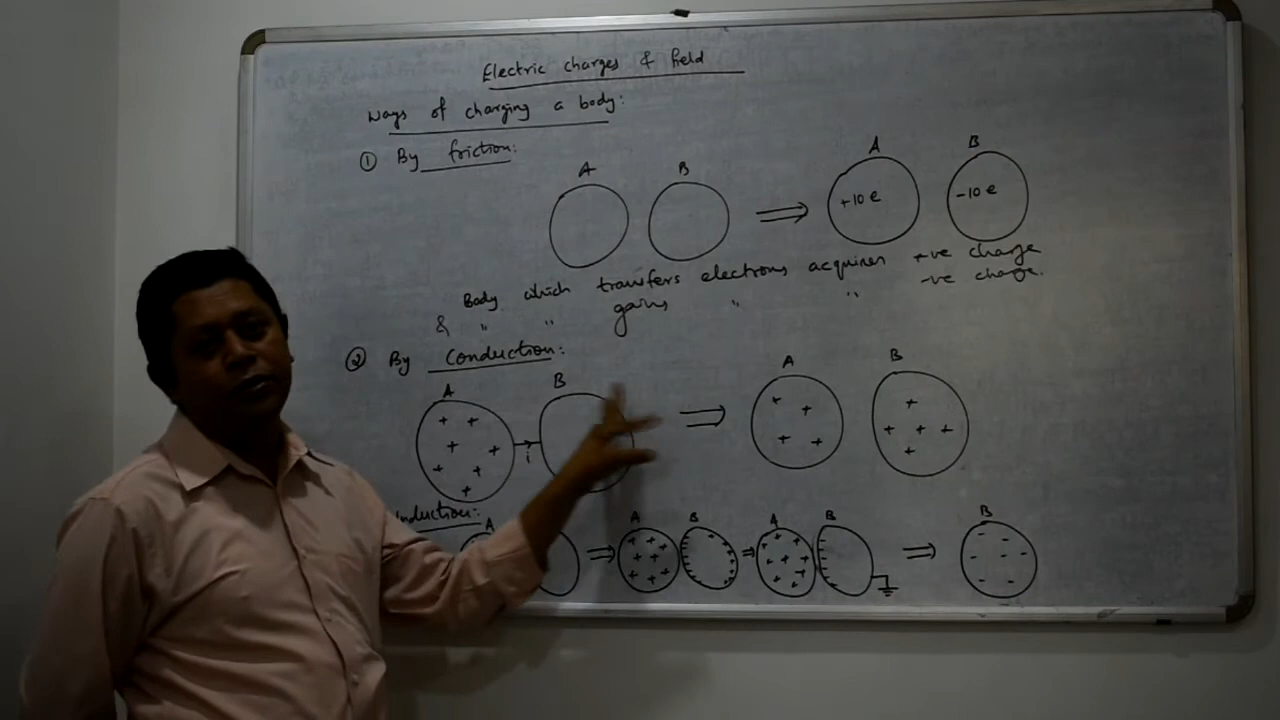 Electric charges & field
Ways of charging a body:
① By friction:
A B A B
+10 e -10 e
Body which transfers electrons acquires +ve charge
& " " gains " " -ve charge.
② By Conduction:
A B A B
i
Induction:
A A B A B B